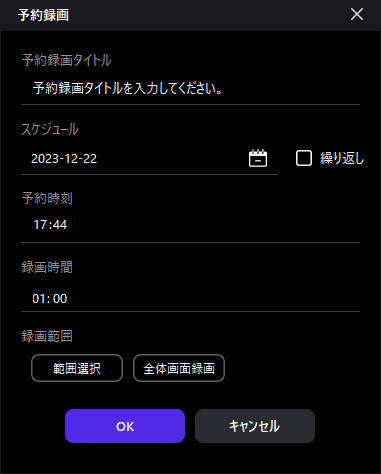 予約録画
予約録画タイトル
予約録画タイトルを入力してください。
スケジュール
2023-12-22
繰り返し
予約時刻
17:44
録画時間
01: 00
録画範囲
範囲選択 全体画面録画
OK キャンセル